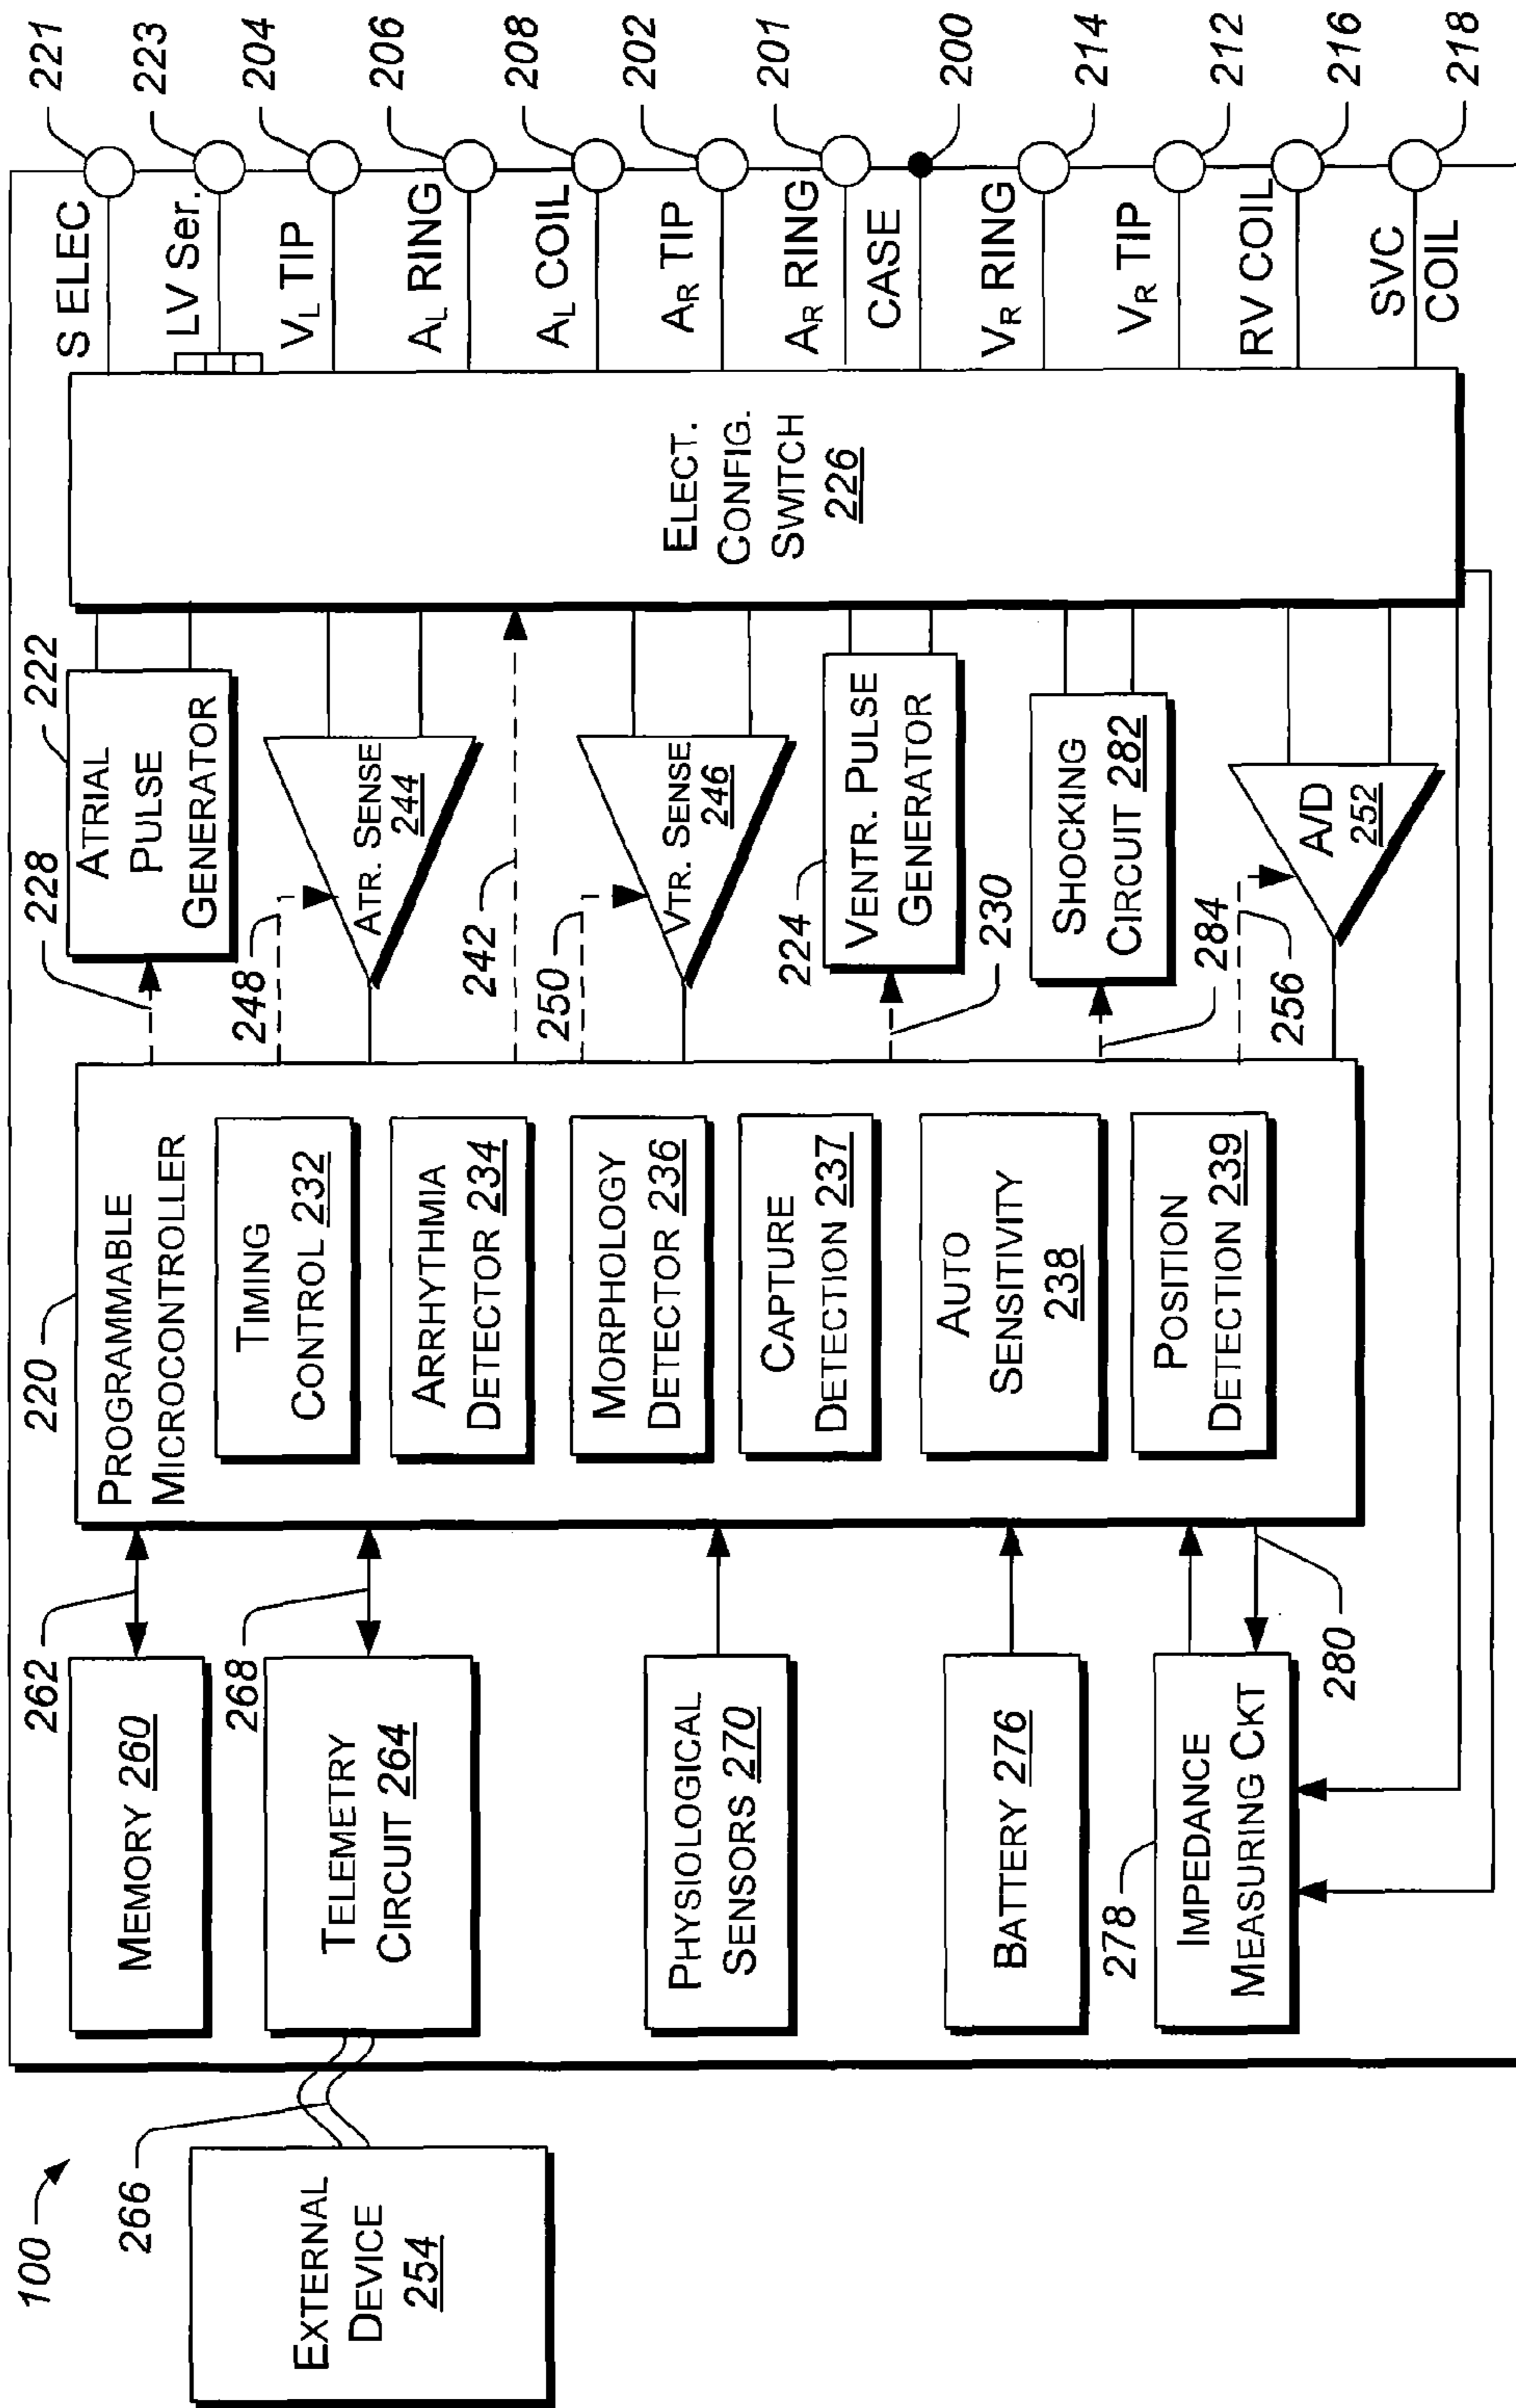 100
EXTERNAL
DEVICE
254
266
MEMORY 260
262
TELEMETRY
CIRCUIT 264
268
PHYSIOLOGICAL
SENSORS 270
BATTERY 276
278
IMPEDANCE
MEASURING CKT
280
220
PROGRAMMABLE
MICROCONTROLLER
TIMING
CONTROL 232
ARRHYTHMIA
DETECTOR 234
MORPHOLOGY
DETECTOR 236
CAPTURE
DETECTION 237
AUTO
SENSITIVITY
238
POSITION
DETECTION 239
228
222
ATRIAL
PULSE
GENERATOR
248
ATR. SENSE
244
242
250
VTR. SENSE
246
224
VENTR. PULSE
GENERATOR
230
SHOCKING
CIRCUIT 282
284
256
A/D
252
ELECT.
CONFIG.
SWITCH
226
S ELEC
221
LV Ser.
223
VL TIP
204
AL RING
206
AL COIL
208
AR TIP
202
AR RING
201
CASE
200
VR RING
214
VR TIP
212
RV COIL
216
SVC
COIL
218